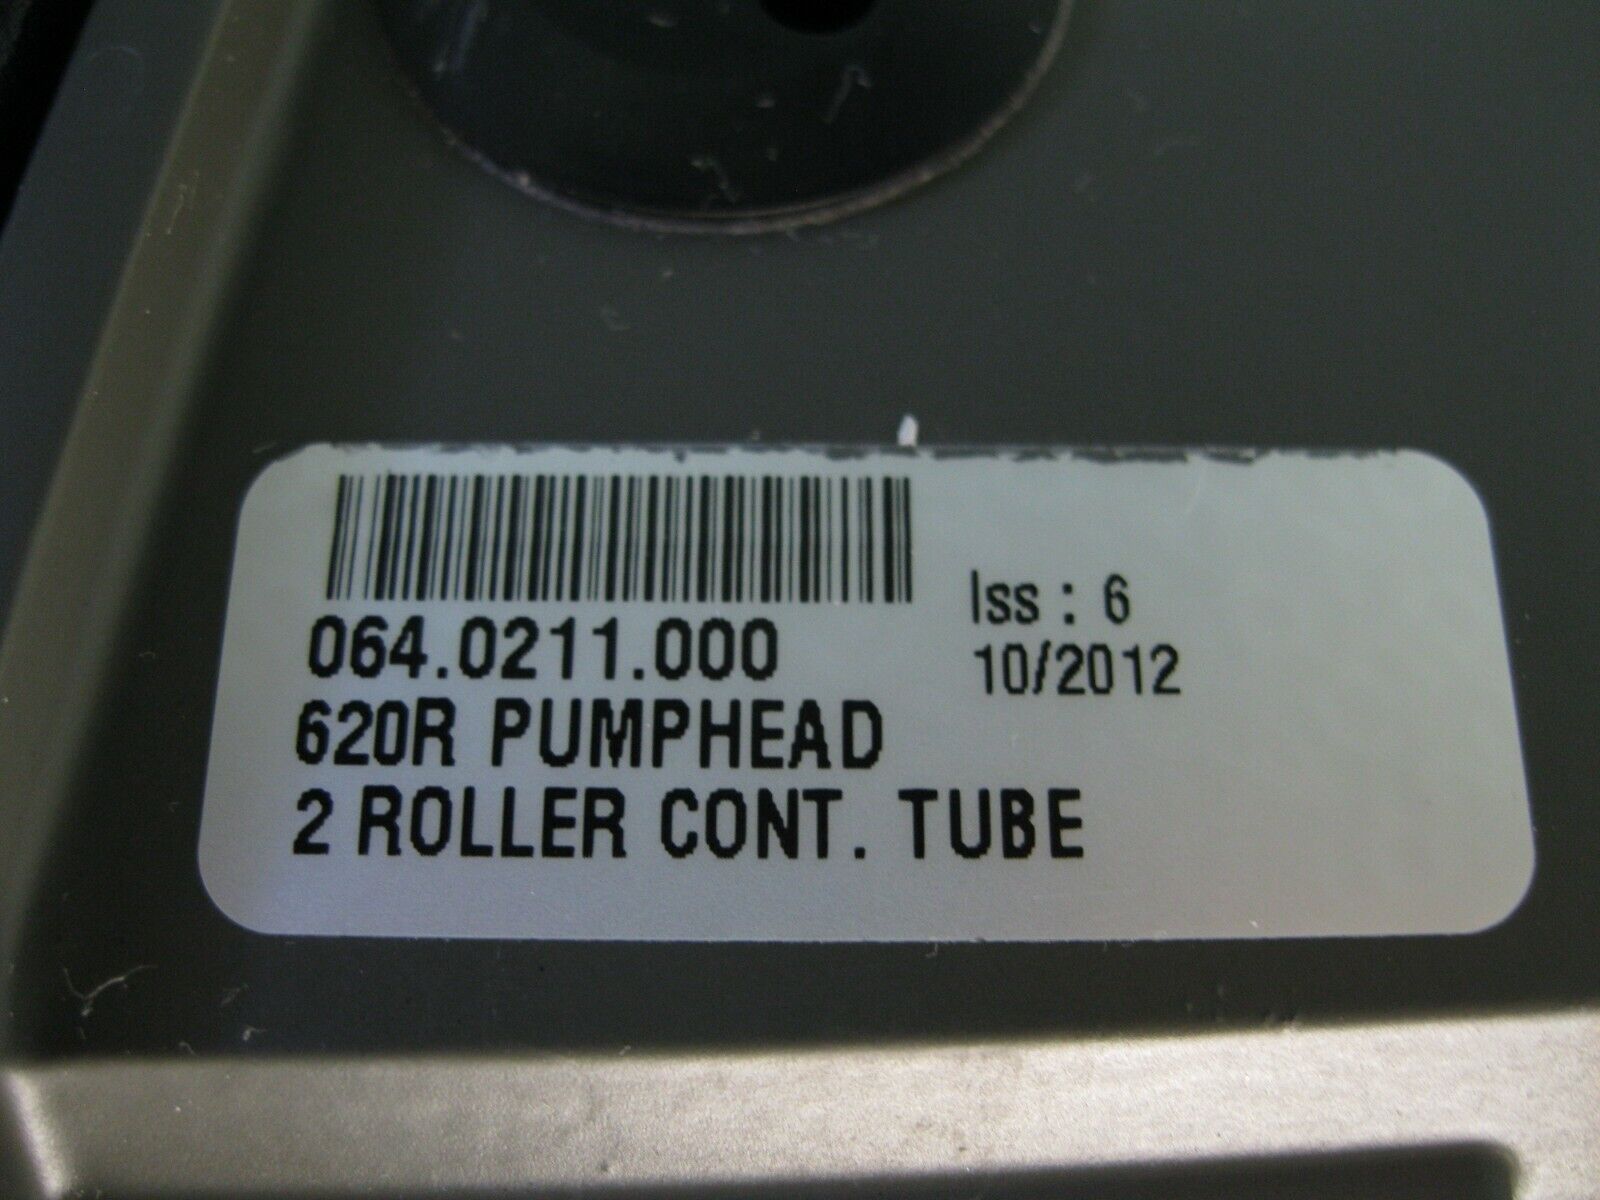 064.0211.000
Iss : 6
10/2012
620R PUMPHEAD
2 ROLLER CONT. TUBE